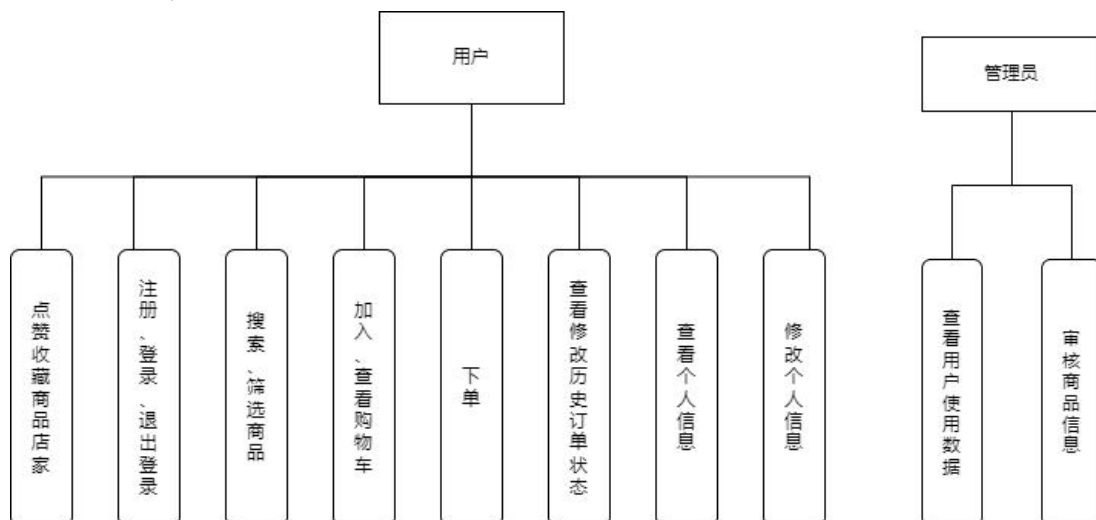 用户
管理员
点赞收藏商品店家
注册、登录、退出登录
搜索、筛选商品
加入、查看购物车
下单
查看修改历史订单状态
查看个人信息
修改个人信息
查看用户使用数据
审核商品信息